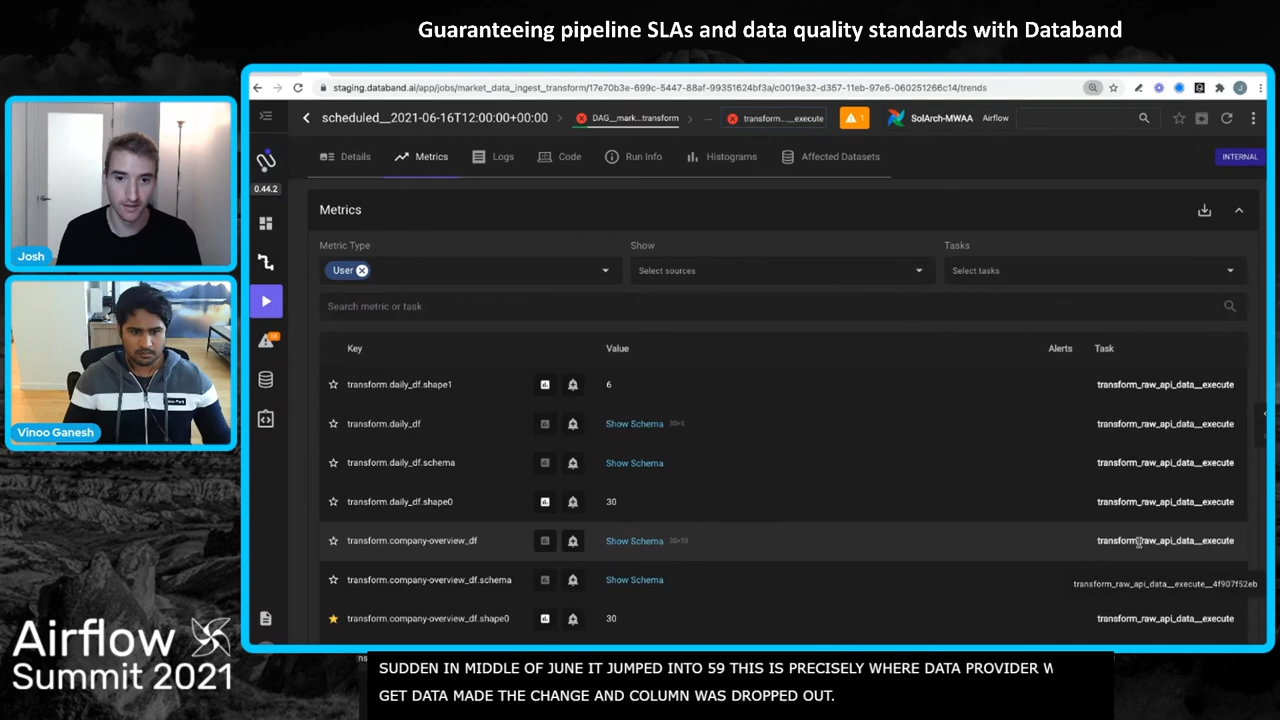 Guaranteeing pipeline SLAs and data quality standards with Databand
staging.databand.ai/app/jobs/market_data_ingest_transform/17e70b3e-699c-5447-88af-99351624bf3a/c0019e32-d357-11eb-97e5-060251266c14/trends
scheduled__2021-06-16T12:00:00+00:00
DAG__mark...transform
...
transform...__execute
1
SolArch-MWAA
Airflow
Details
Metrics
Logs
Code
Run Info
Histograms
Affected Datasets
INTERNAL
0.44.2
Metrics
Metric Type
Show
Tasks
User
Select sources
Select tasks
Search metric or task
Key
Value
Alerts
Task
transform.daily_df.shape1
6
transform_raw_api_data__execute
transform.daily_df
Show Schema
30×6
transform_raw_api_data__execute
transform.daily_df.schema
Show Schema
transform_raw_api_data__execute
transform.daily_df.shape0
30
transform_raw_api_data__execute
transform.company-overview_df
Show Schema
30×59
transform_raw_api_data__execute
transform.company-overview_df.schema
Show Schema
transform_raw_api_data__execute__4f907f52eb
transform.company-overview_df.shape0
30
transform_raw_api_data__execute
Josh
Vinoo Ganesh
Airflow
Summit 2021
SUDDEN IN MIDDLE OF JUNE IT JUMPED INTO 59 THIS IS PRECISELY WHERE DATA PROVIDER W
GET DATA MADE THE CHANGE AND COLUMN WAS DROPPED OUT.